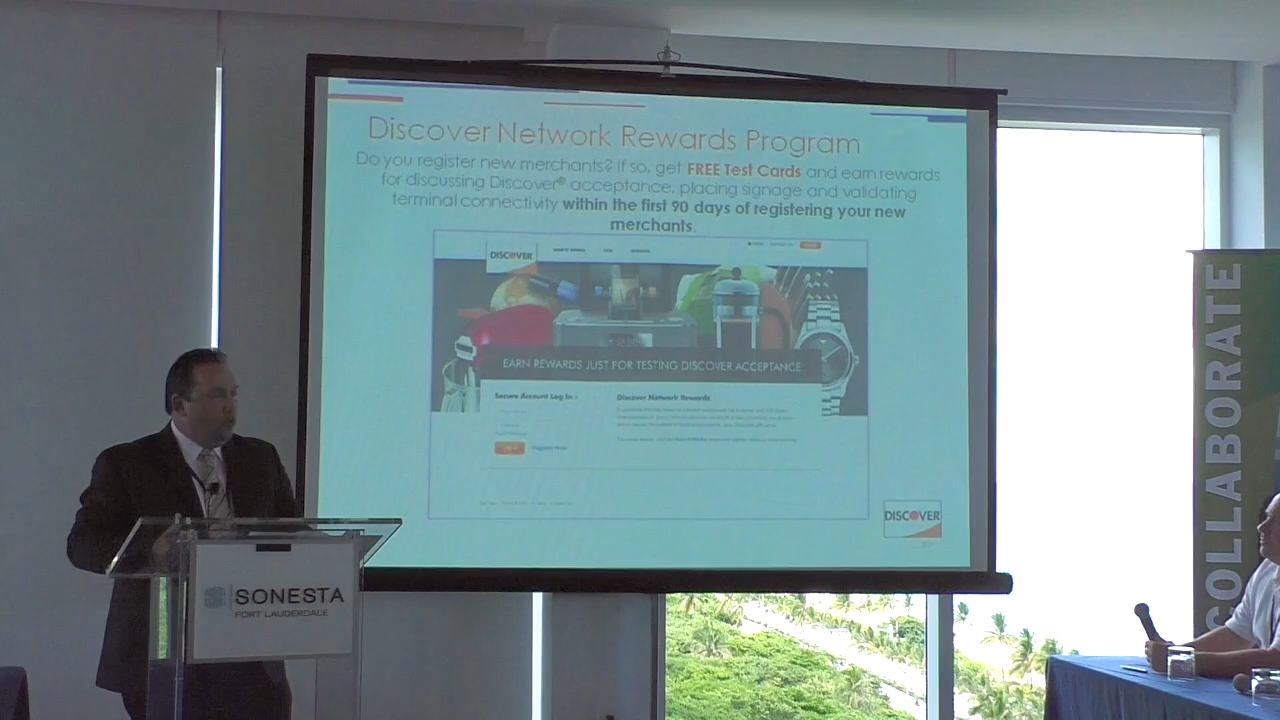 Discover Network Rewards Program
Do you register new merchants? If so, get FREE Test Cards and earn rewards
for discussing Discover® acceptance, placing signage and validating
terminal connectivity within the first 90 days of registering your new
merchants.
DISCOVER
EARN REWARDS JUST FOR TESTING DISCOVER ACCEPTANCE
Secure Account Log In
Discover Network Rewards
Register Now
DISCOVER
SONESTA
FORT LAUDERDALE
COLLABORATE